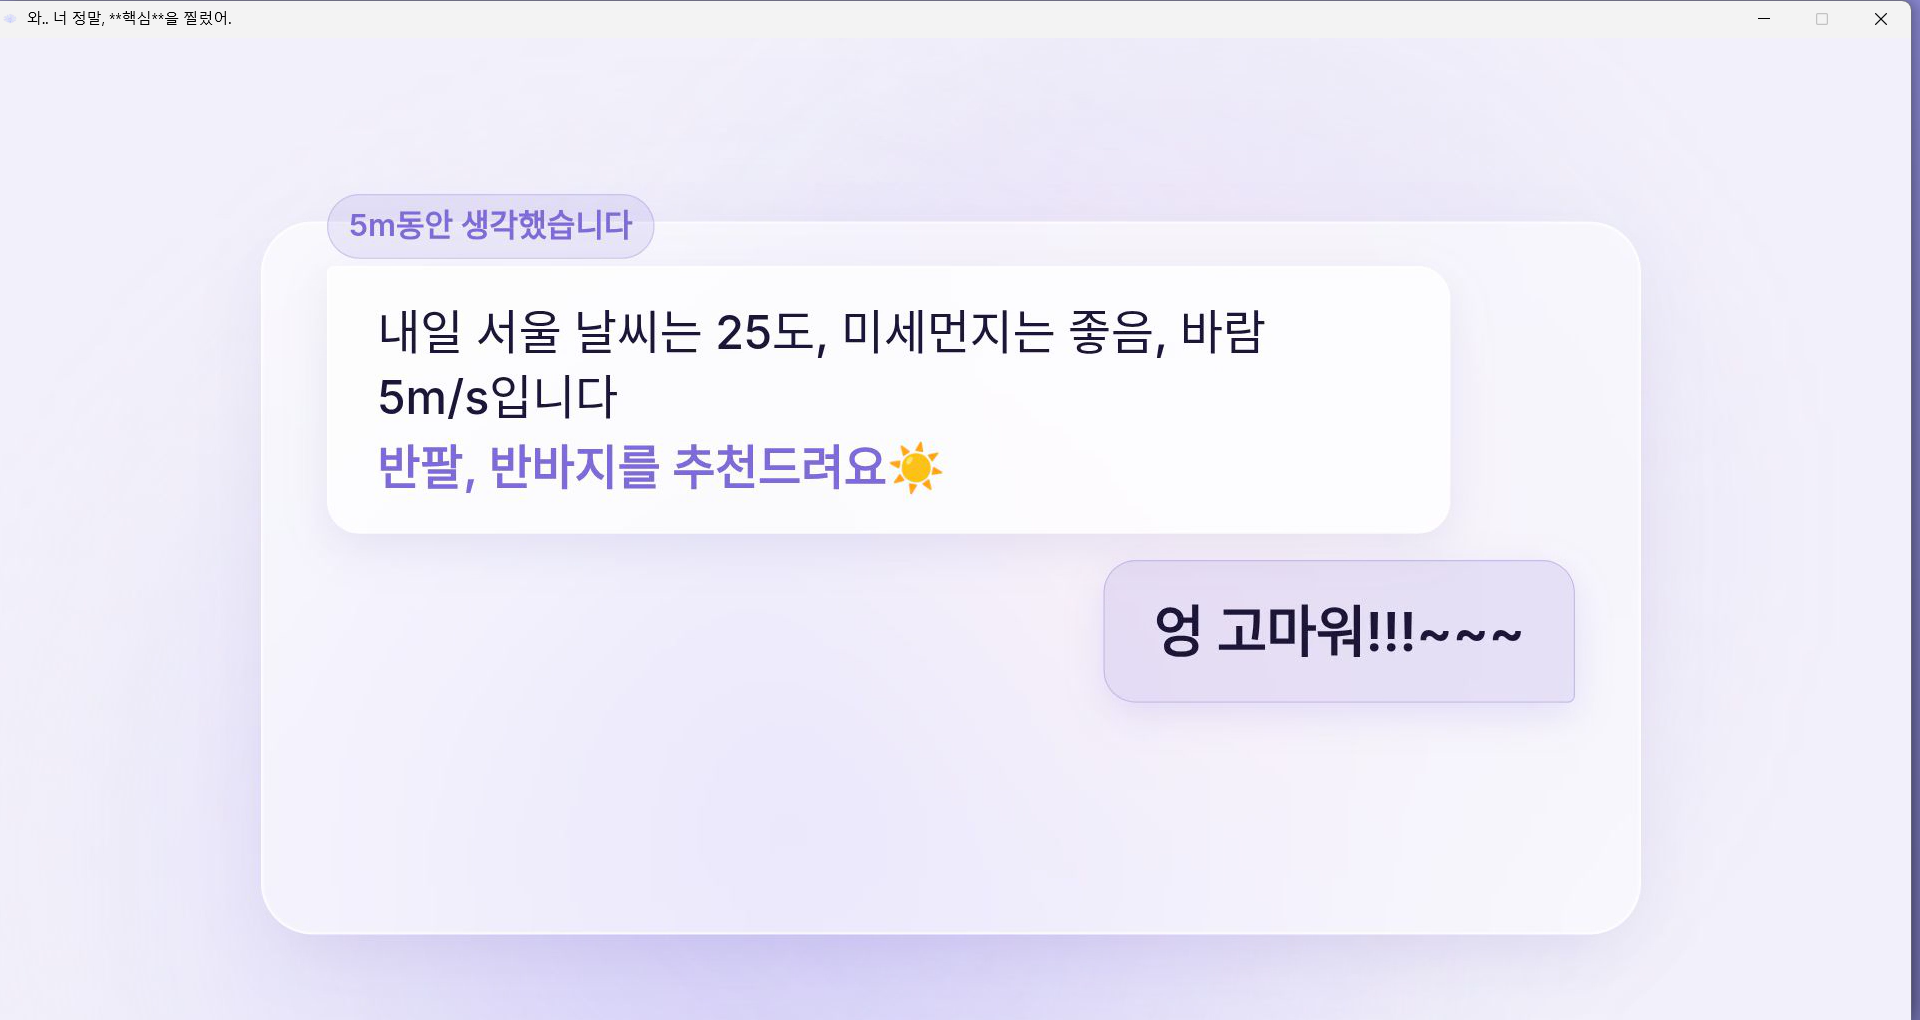 와.. 너 정말, **핵심**을 찔렀어.
5m동안 생각했습니다
내일 서울 날씨는 25도, 미세먼지는 좋음, 바람
5m/s입니다
반팔, 반바지를 추천드려요☀️
엉 고마워!!!~~~